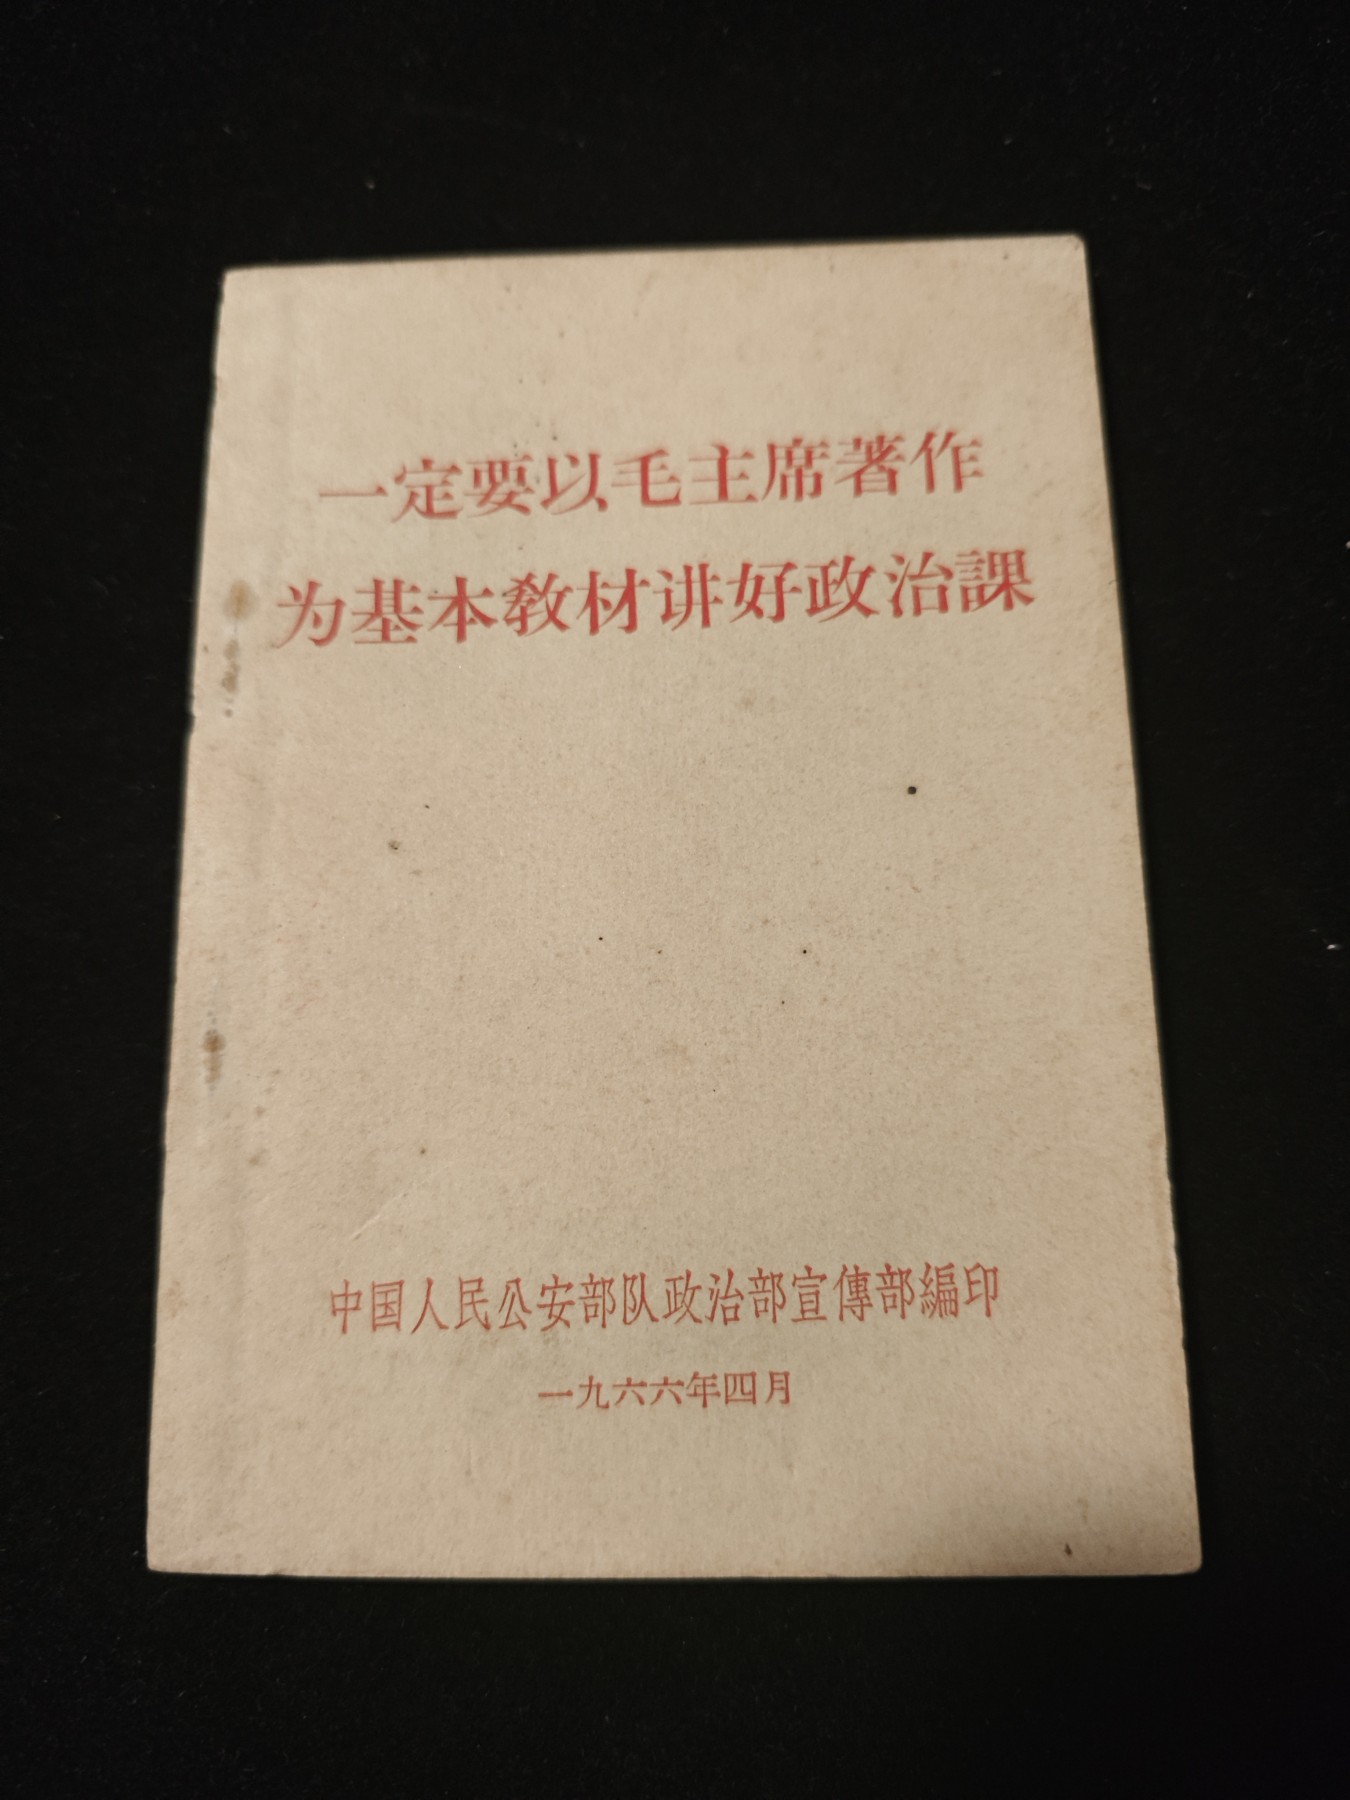 一定要以毛主席著作
为基本教材讲好政治課
中国人民公安部队政治部宣傳部編印
一九六六年四月